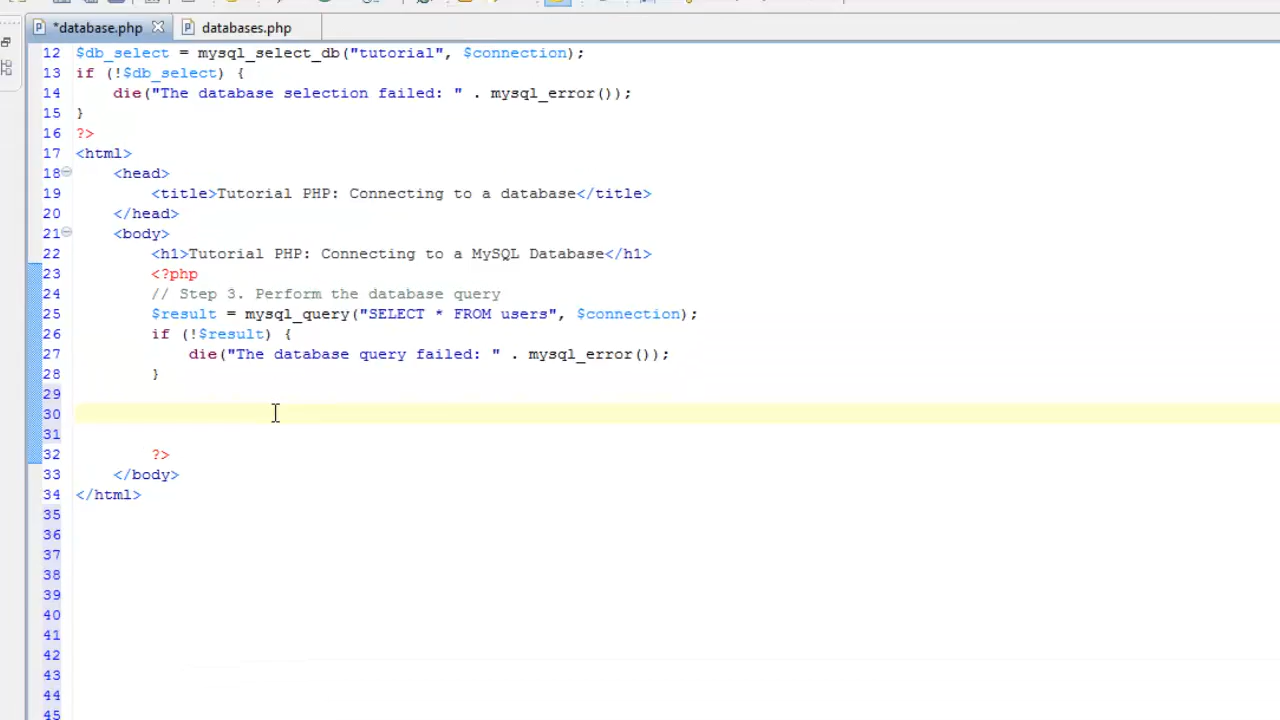 *database.php databases.php
12 $db_select = mysql_select_db("tutorial", $connection);
13 if (!$db_select) {
14 die("The database selection failed: " . mysql_error());
15 }
16 ?>
17 <html>
18 <head>
19 <title>Tutorial PHP: Connecting to a database</title>
20 </head>
21 <body>
22 <h1>Tutorial PHP: Connecting to a MySQL Database</h1>
23 <?php
24 // Step 3. Perform the database query
25 $result = mysql_query("SELECT * FROM users", $connection);
26 if (!$result) {
27 die("The database query failed: " . mysql_error());
28 }
29
30
31
32 ?>
33 </body>
34 </html>
35
36
37
38
39
40
41
42
43
44
45